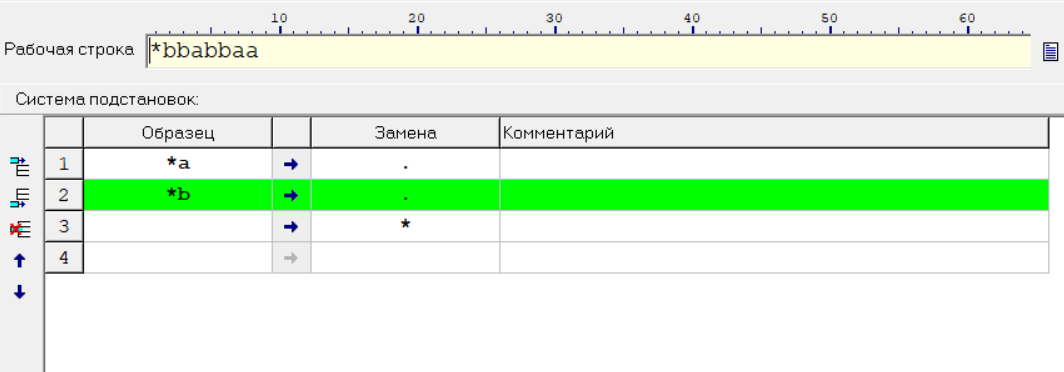 10 20 30 40 50 60
Рабочая строка *bbabbaa
Система подстановок:
Образец Замена Комментарий
1 *a → .
2 *b → .
3 → *
4 →